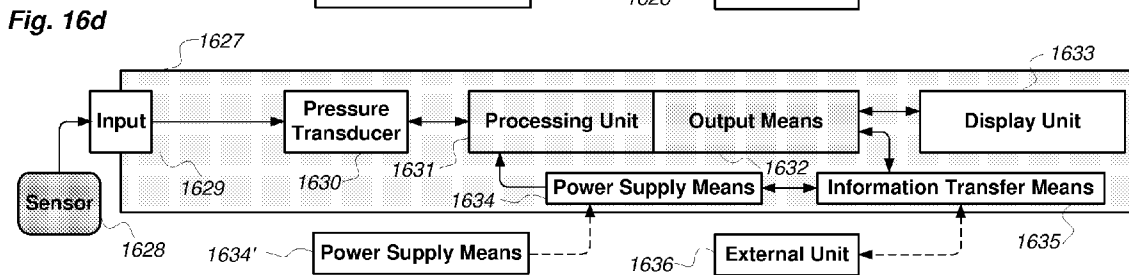 1626
Fig. 16d
1627
1633
Input
Pressure
Transducer
Processing Unit
Output Means
Display Unit
1629
1630
1631
1632
Sensor
1628
1634
Power Supply Means
Information Transfer Means
1634'
Power Supply Means
1636
External Unit
1635